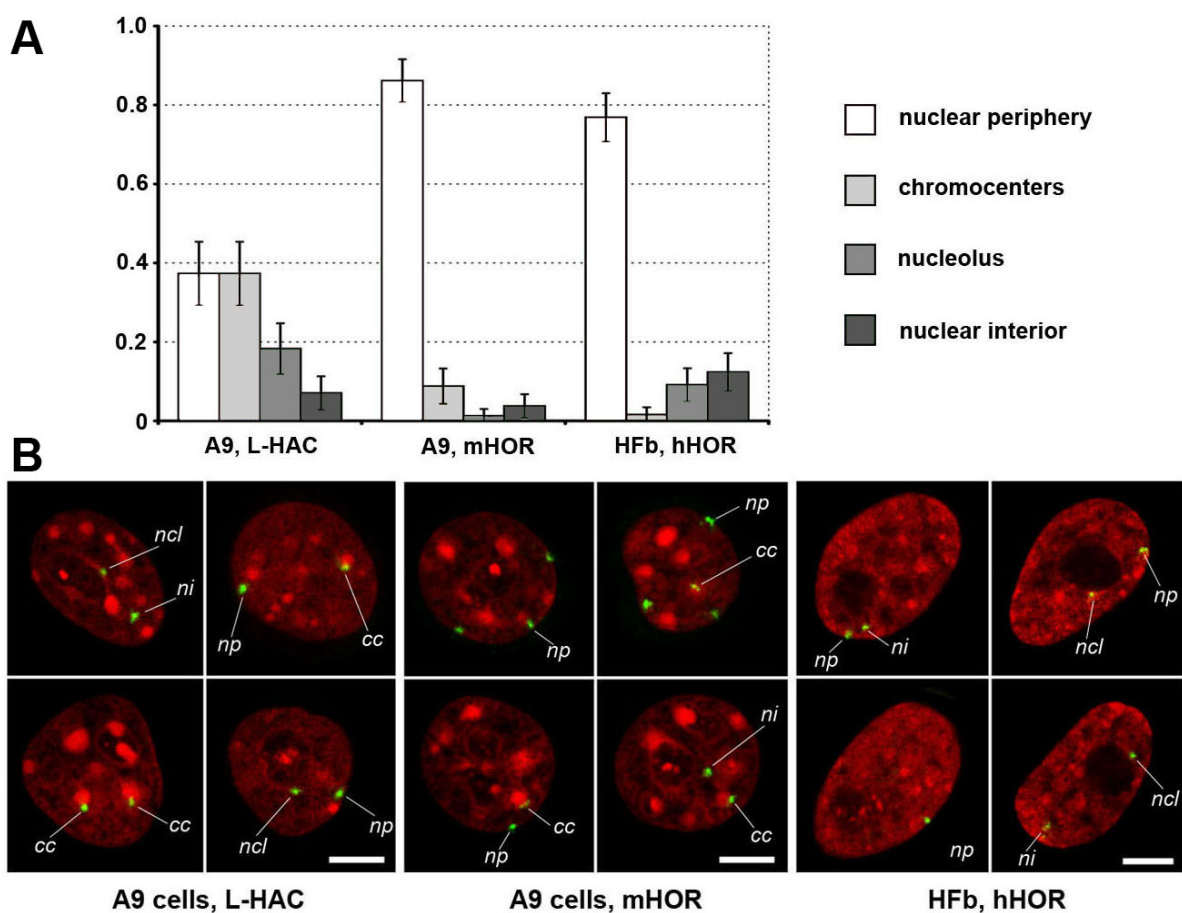 A
1.0
0.8
0.6
0.4
0.2
0
A9, L-HAC
A9, mHOR
HFb, hHOR
nuclear periphery
chromocenters
nucleolus
nuclear interior
B
ncl
ni
np
cc
np
cc
np
np
ni
np
ncl
cc
cc
ncl
np
cc
np
ni
cc
np
ncl
ni
A9 cells, L-HAC
A9 cells, mHOR
HFb, hHOR